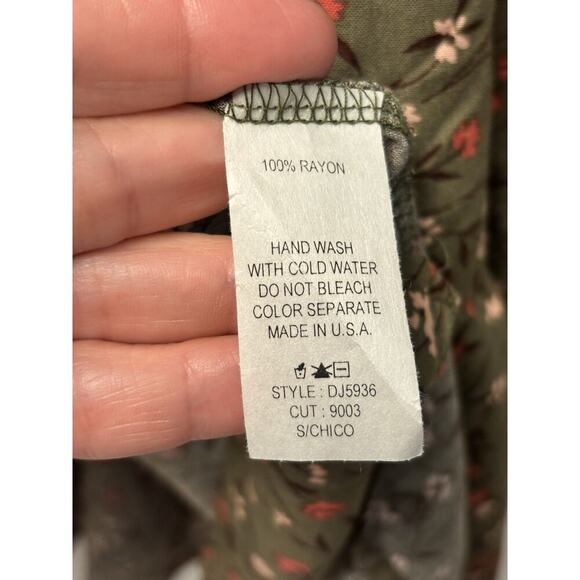 100% RAYON
HAND WASH
WITH COLD WATER
DO NOT BLEACH
COLOR SEPARATE
MADE IN U.S.A.
STYLE : DJ5936
CUT : 9003
S/CHICO